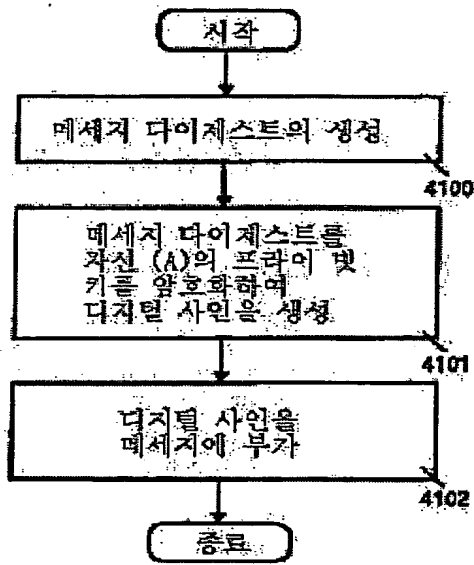 시작
메세지 다이제스트의 생성
4100
메세지 다이제스트를
자신 (A)의 프라이 빗
키를 암호화하며
디지털 사인을 생성
4101
디지털 사인을
메세지에 부가
4102
종료